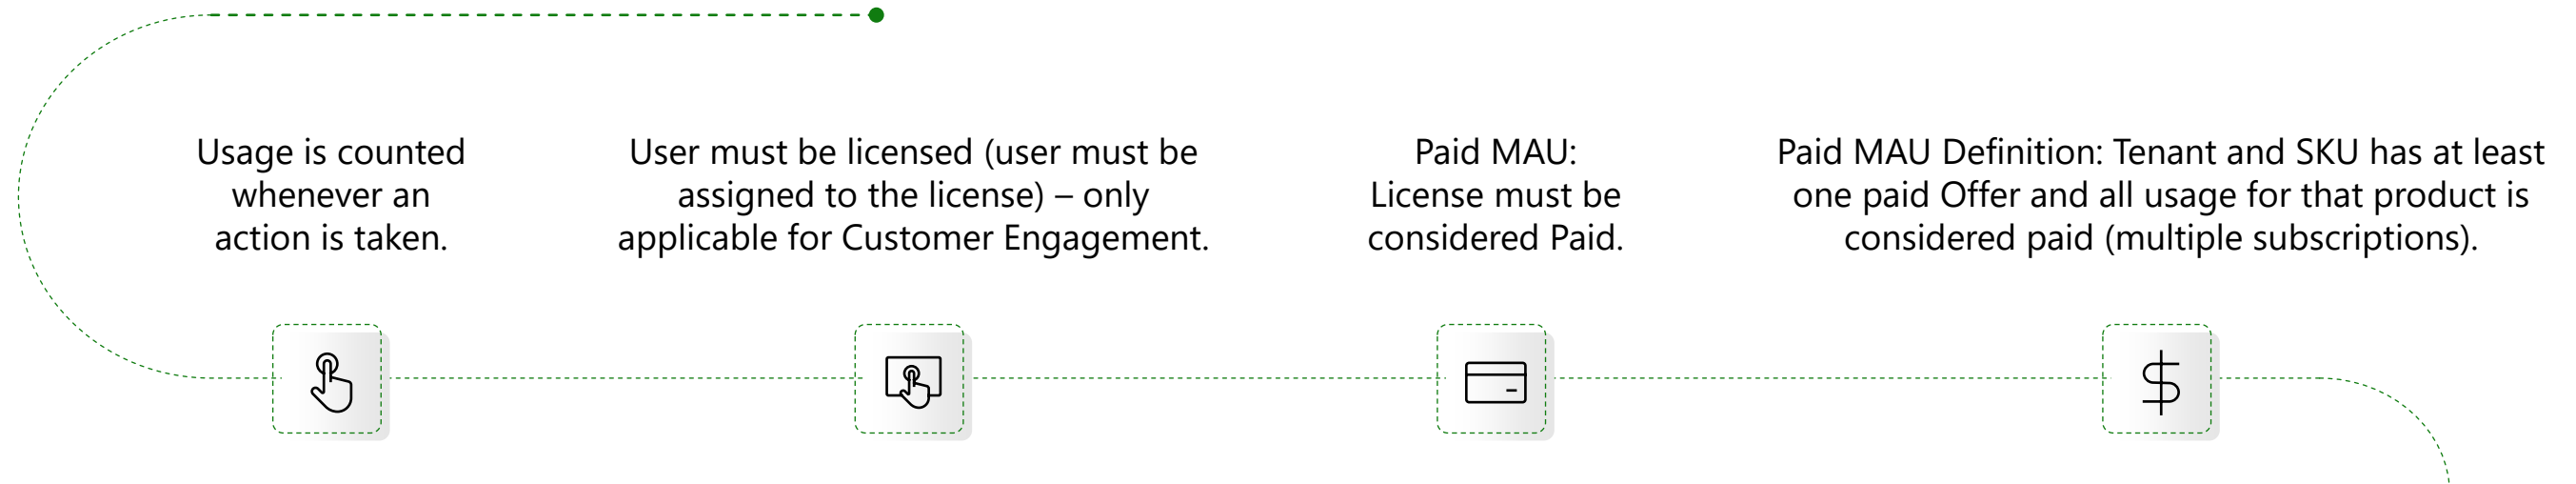 Usage is counted
whenever an
action is taken.
User must be licensed (user must be
assigned to the license) – only
applicable for Customer Engagement.
Paid MAU:
License must be
considered Paid.
Paid MAU Definition: Tenant and SKU has at least
one paid Offer and all usage for that product is
considered paid (multiple subscriptions).